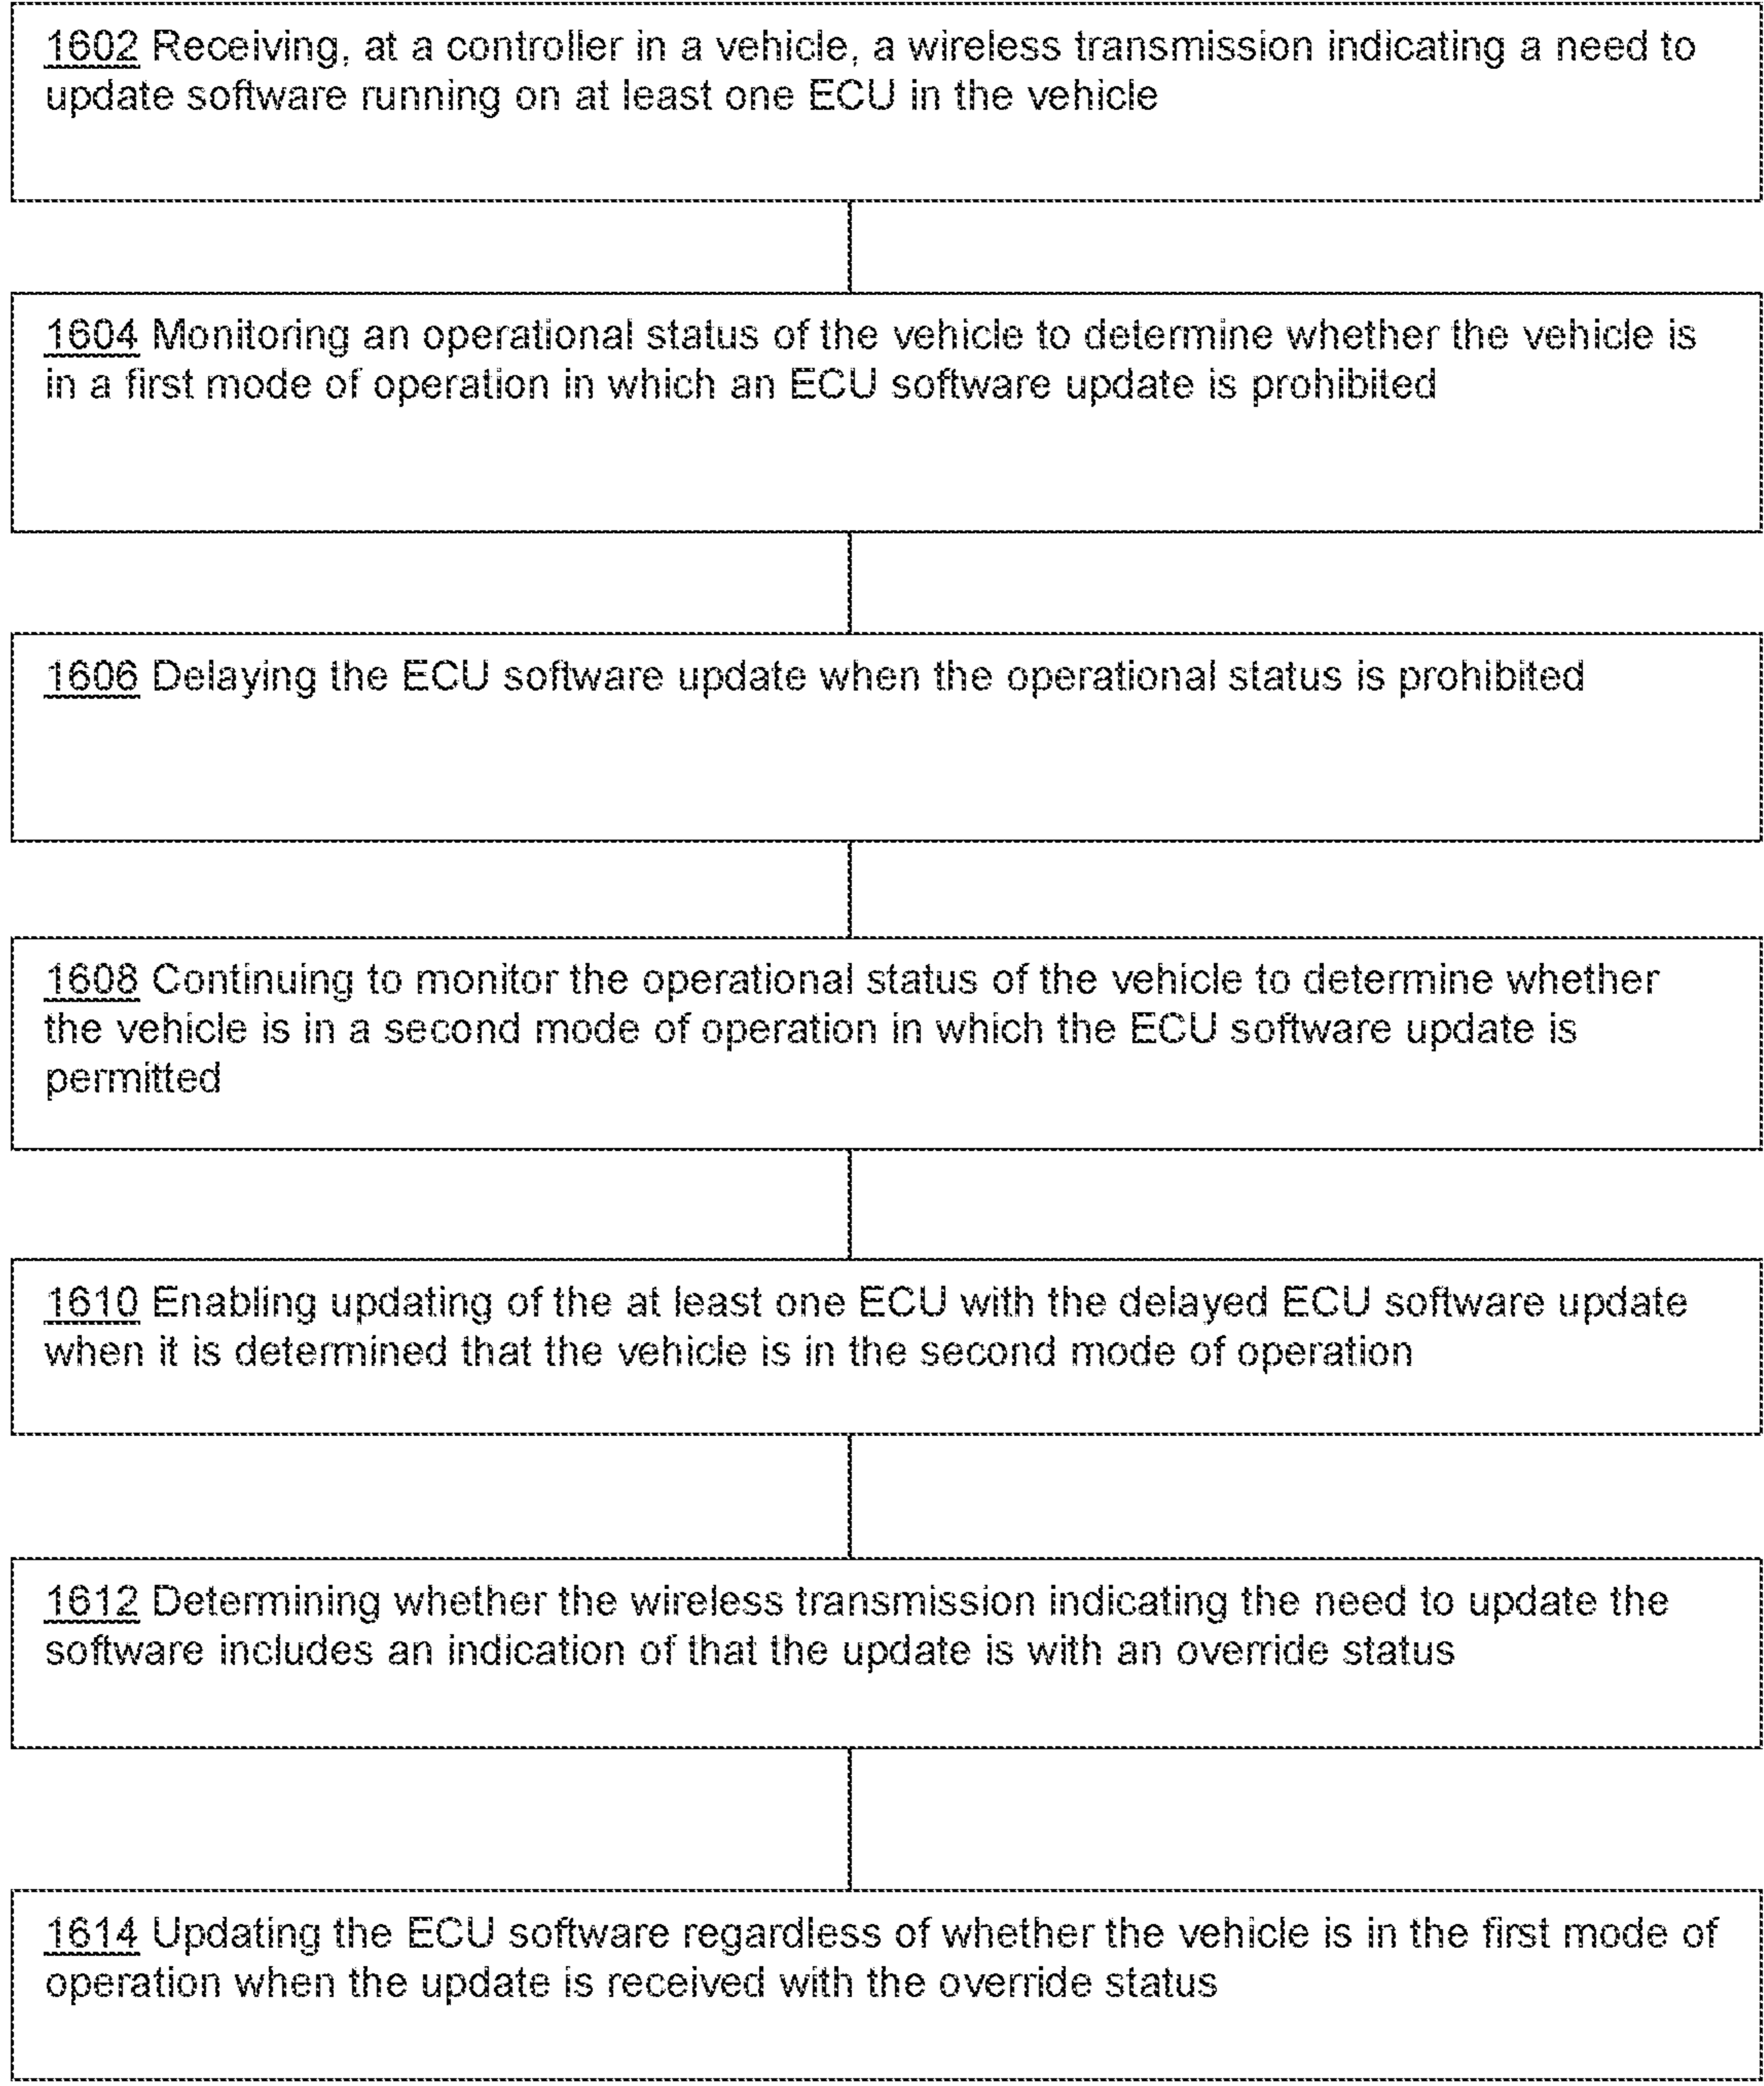 1602 Receiving, at a controller in a vehicle, a wireless transmission indicating a need to
update software running on at least one ECU in the vehicle
1604 Monitoring an operational status of the vehicle to determine whether the vehicle is
in a first mode of operation in which an ECU software update is prohibited
1606 Delaying the ECU software update when the operational status is prohibited
1608 Continuing to monitor the operational status of the vehicle to determine whether
the vehicle is in a second mode of operation in which the ECU software update is
permitted
1610 Enabling updating of the at least one ECU with the delayed ECU software update
when it is determined that the vehicle is in the second mode of operation
1612 Determining whether the wireless transmission indicating the need to update the
software includes an indication of that the update is with an override status
1614 Updating the ECU software regardless of whether the vehicle is in the first mode of
operation when the update is received with the override status